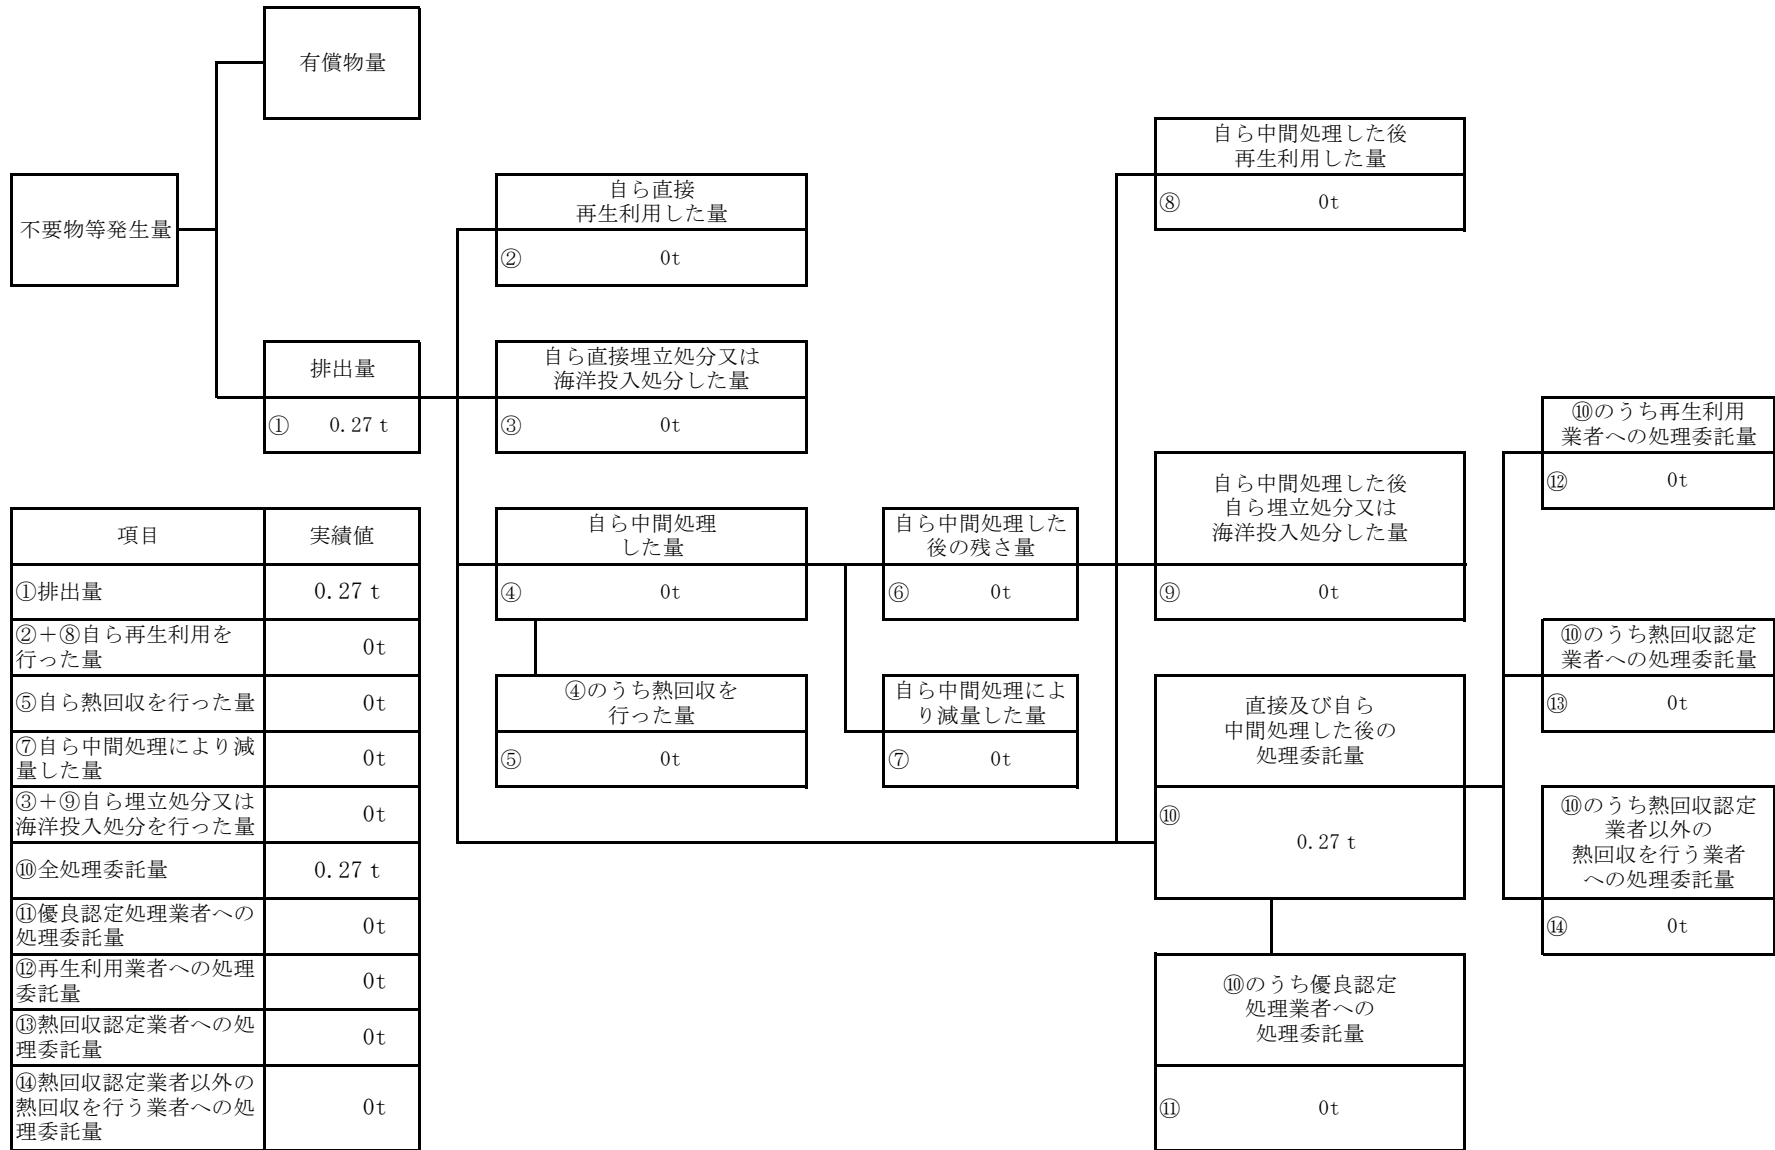 有償物量
不要物等発生量
排出量
① 0.27 t
自ら直接
再生利用した量
② 0t
自ら直接埋立処分又は
海洋投入処分した量
③ 0t
自ら中間処理
した量
④ 0t
④のうち熱回収を
行った量
⑤ 0t
自ら中間処理した
後の残さ量
⑥ 0t
自ら中間処理によ
り減量した量
⑦ 0t
自ら中間処理した後
再生利用した量
⑧ 0t
自ら中間処理した後
自ら埋立処分又は
海洋投入処分した量
⑨ 0t
直接及び自ら
中間処理した後の
処理委託量
⑩
0.27 t
⑩のうち優良認定
処理業者への
処理委託量
⑪ 0t
⑩のうち再生利用
業者への処理委託量
⑫ 0t
⑩のうち熱回収認定
業者への処理委託量
⑬ 0t
⑩のうち熱回収認定
業者以外の
熱回収を行う業者
への処理委託量
⑭ 0t
項目 実績値
①排出量 0.27 t
②＋⑧自ら再生利用を
行った量 0t
⑤自ら熱回収を行った量 0t
⑦自ら中間処理により減
量した量 0t
③＋⑨自ら埋立処分又は
海洋投入処分を行った量 0t
⑩全処理委託量 0.27 t
⑪優良認定処理業者への
処理委託量 0t
⑫再生利用業者への処理
委託量 0t
⑬熱回収認定業者への処
理委託量 0t
⑭熱回収認定業者以外の
熱回収を行う業者への処
理委託量 0t